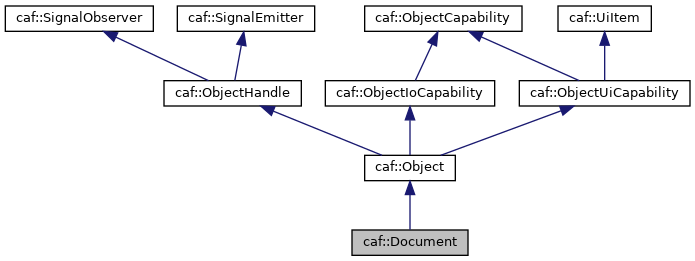 caf::SignalObserver
caf::SignalEmitter
caf::ObjectCapability
caf::UiItem
caf::ObjectHandle
caf::ObjectIoCapability
caf::ObjectUiCapability
caf::Object
caf::Document